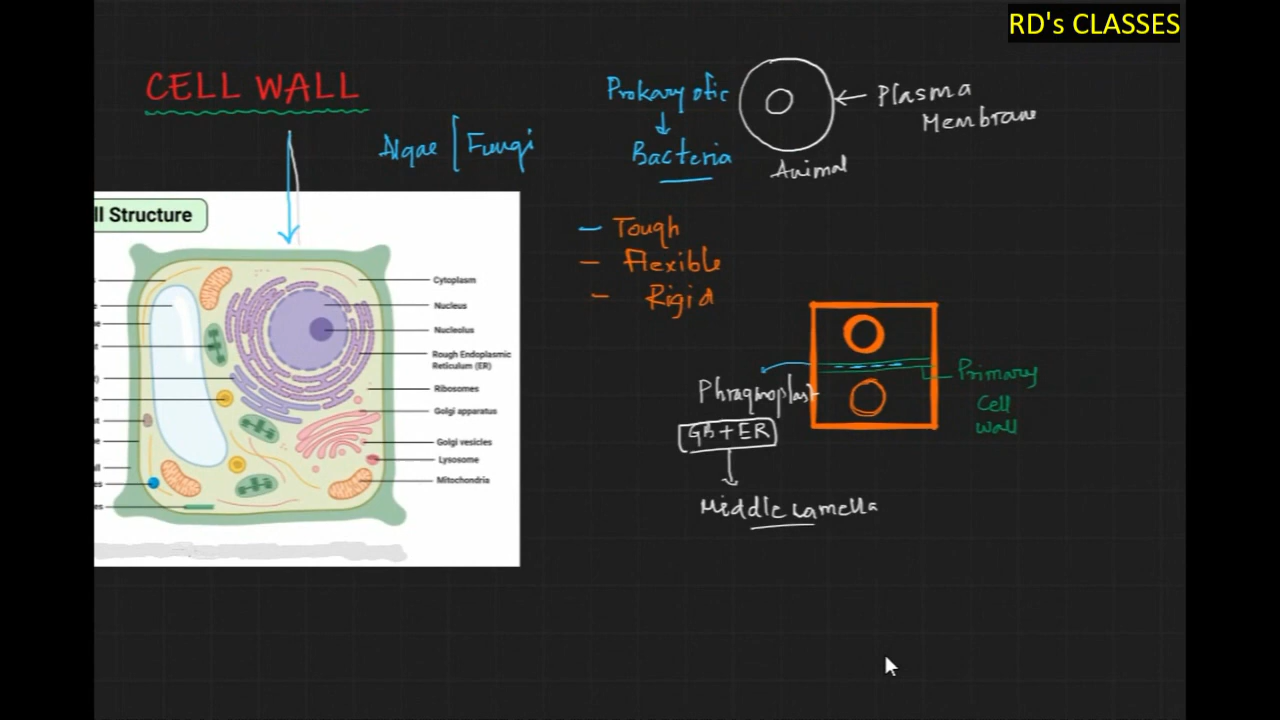 RD's CLASSES
CELL WALL
Algae | Fungi
Prokaryotic
Bacteria
Plasma
Membrane
Animal
ll Structure
Cytoplasm
Nucleus
Nucleolus
Rough Endoplasmic
Reticulum (ER)
Ribosomes
Golgi apparatus
Golgi vesicles
Lysosome
Mitochondria
- Tough
- Flexible
- Rigid
Primary
Cell
Wall
Phragmoplast
GB + ER
Middle Lamella